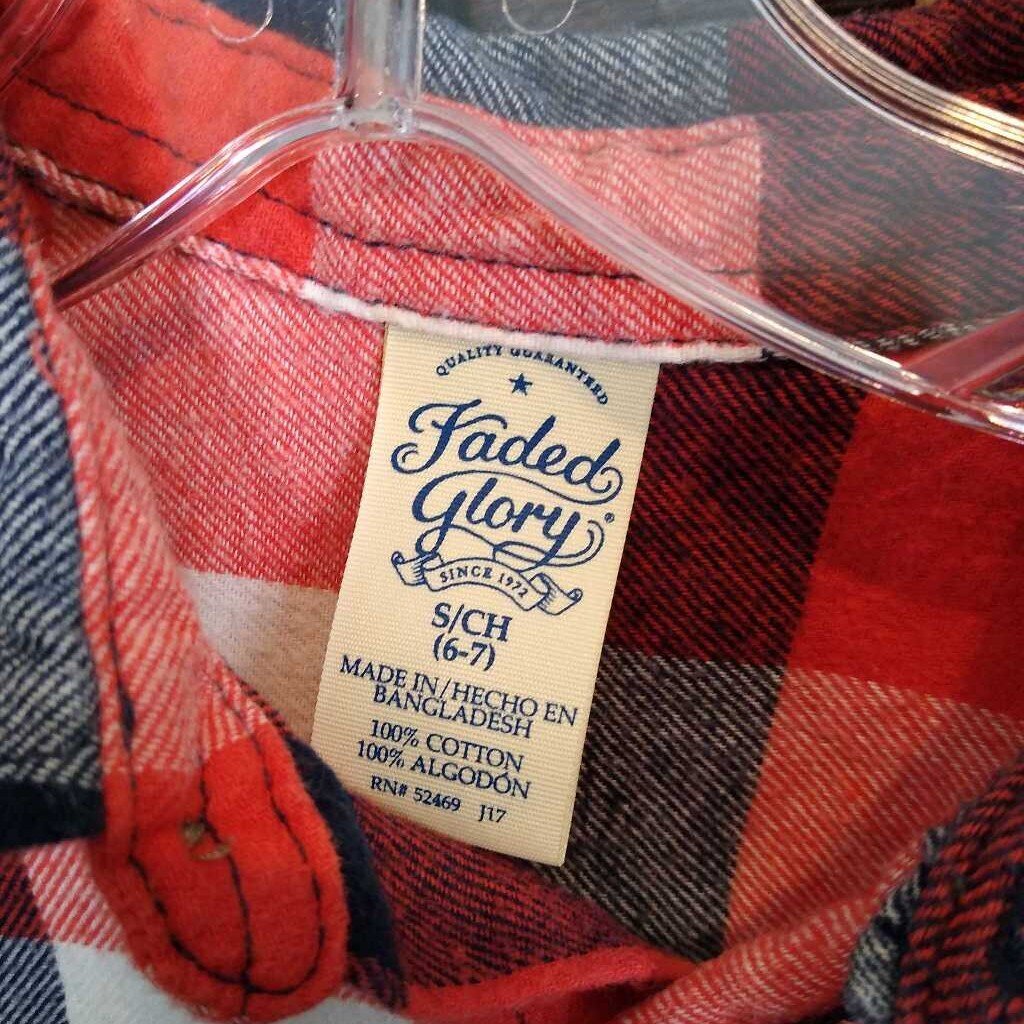 QUALITY GUARANTEED
Faded
Glory®
SINCE 1972
S/CH
(6-7)
MADE IN/HECHO EN
BANGLADESH
100% COTTON
100% ALGODÓN
RN# 52469 J17